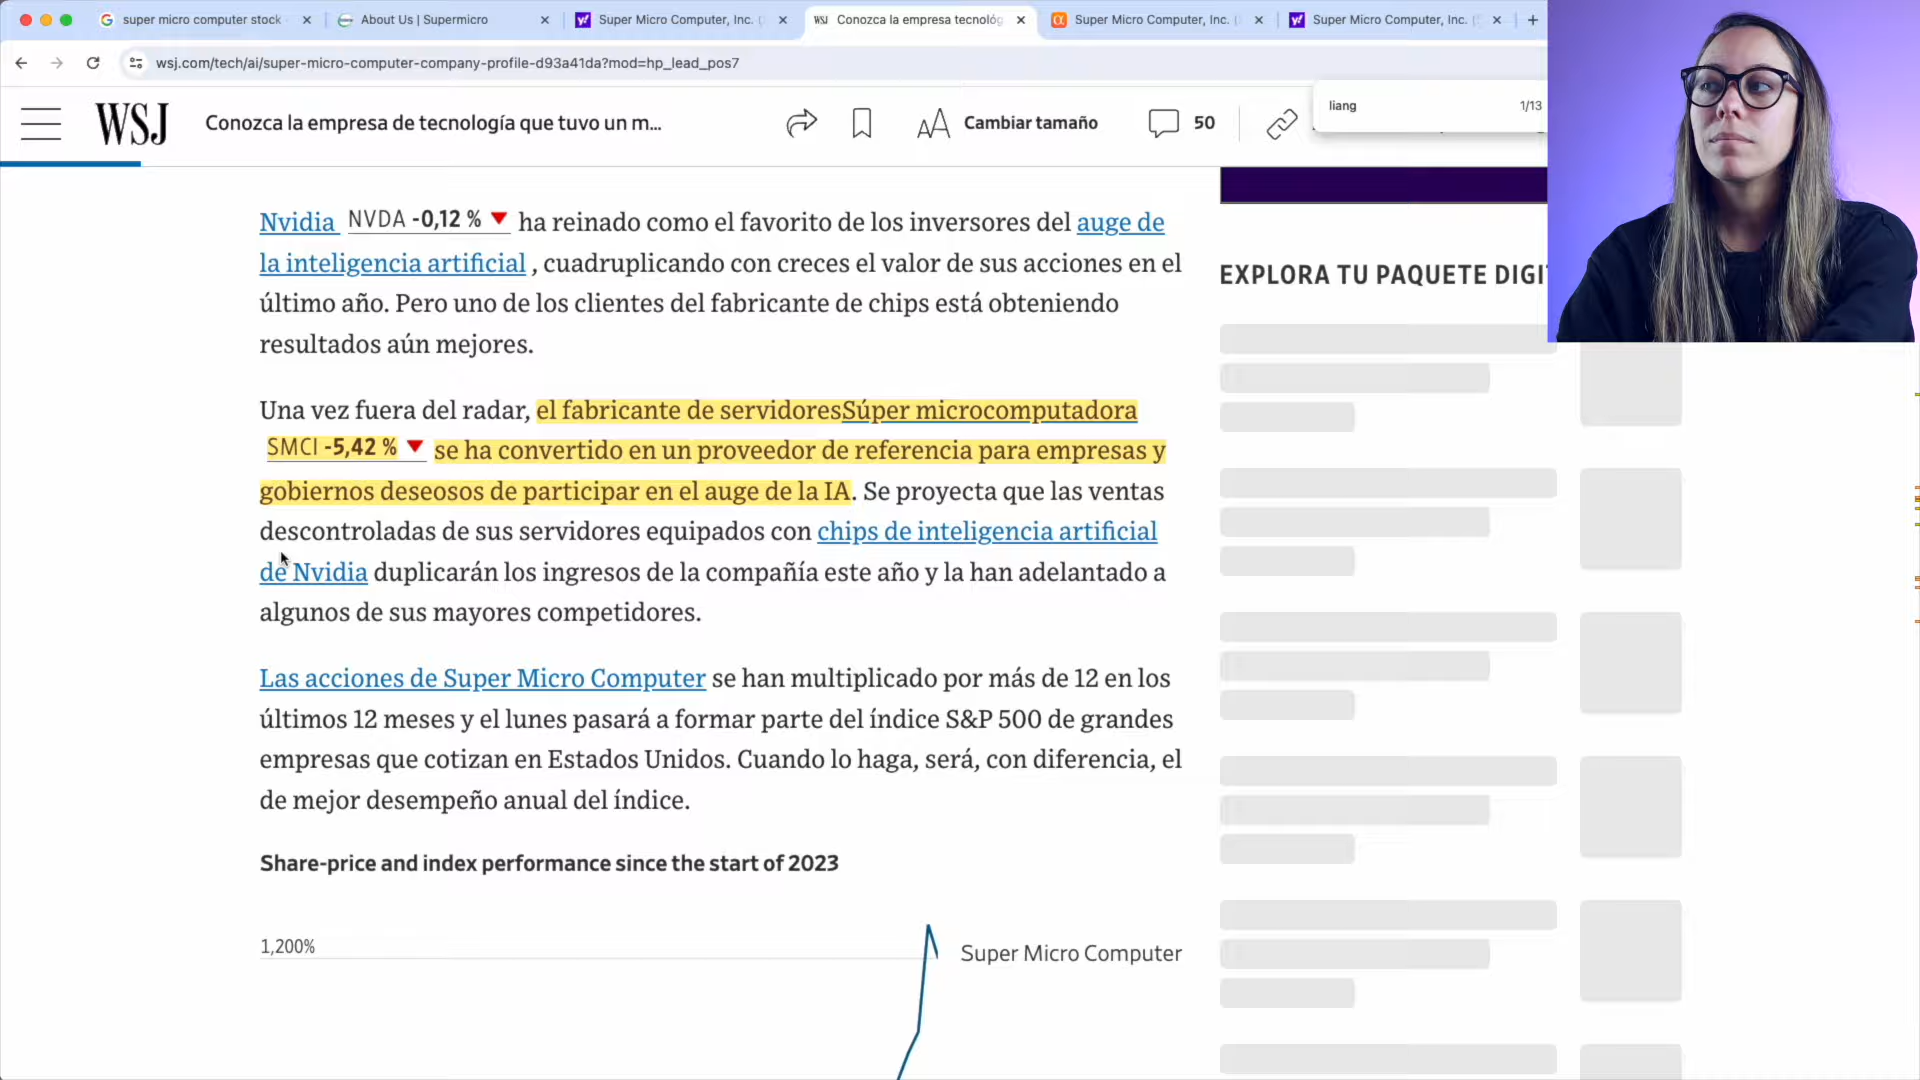 super micro computer stock
About Us | Supermicro
Super Micro Computer, Inc. (
WSJ Conozca la empresa tecnológ
Super Micro Computer, Inc. (
Super Micro Computer, Inc. (
wsj.com/tech/ai/super-micro-computer-company-profile-d93a41da?mod=hp_lead_pos7
liang 1/13
WSJ Conozca la empresa de tecnología que tuvo un m... AA Cambiar tamaño 50
Nvidia NVDA -0,12 % ▼ ha reinado como el favorito de los inversores del auge de
la inteligencia artificial , cuadruplicando con creces el valor de sus acciones en el
último año. Pero uno de los clientes del fabricante de chips está obteniendo
resultados aún mejores.
Una vez fuera del radar, el fabricante de servidoresSúper microcomputadora
SMCI -5,42 % ▼ se ha convertido en un proveedor de referencia para empresas y
gobiernos deseosos de participar en el auge de la IA. Se proyecta que las ventas
descontroladas de sus servidores equipados con chips de inteligencia artificial
de Nvidia duplicarán los ingresos de la compañía este año y la han adelantado a
algunos de sus mayores competidores.
Las acciones de Super Micro Computer se han multiplicado por más de 12 en los
últimos 12 meses y el lunes pasará a formar parte del índice S&P 500 de grandes
empresas que cotizan en Estados Unidos. Cuando lo haga, será, con diferencia, el
de mejor desempeño anual del índice.
Share-price and index performance since the start of 2023
1,200%
Super Micro Computer
EXPLORA TU PAQUETE DIGI